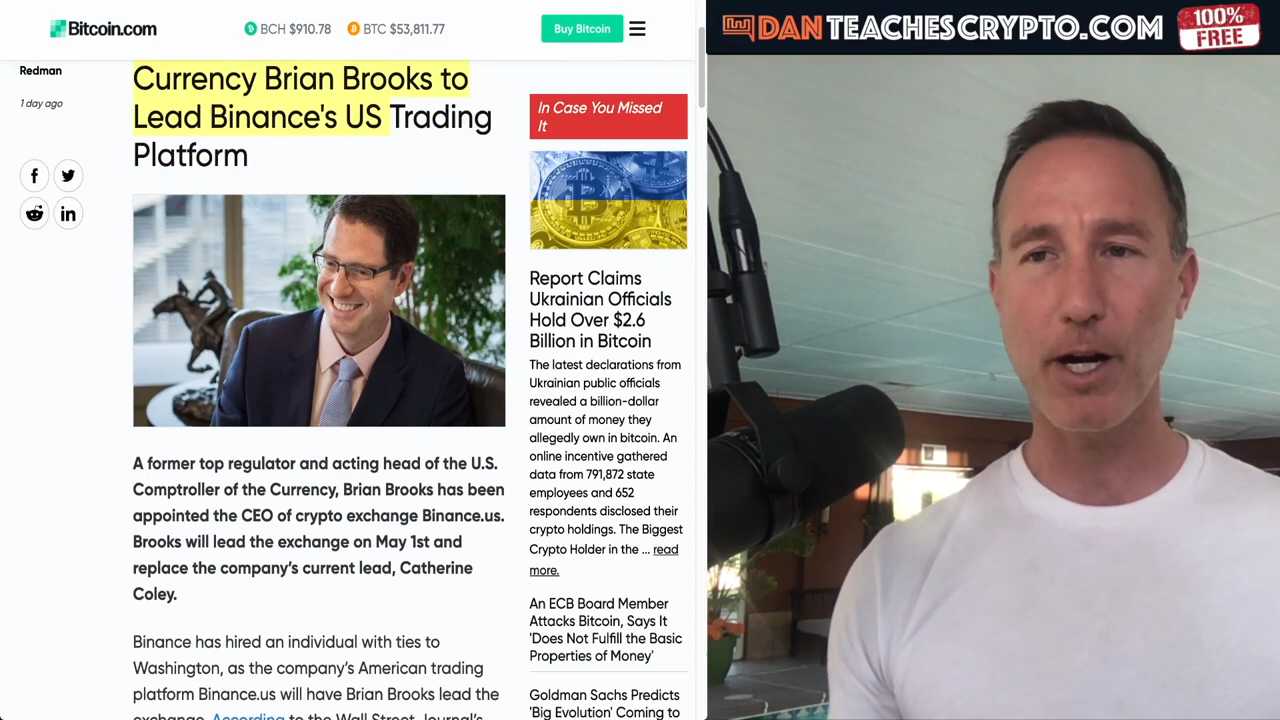 Bitcoin.com
BCH $910.78
BTC $53,811.77
Buy Bitcoin
DANTEACHESCRYPTO.COM
100%
FREE
Redman
1 day ago
Currency Brian Brooks to
Lead Binance's US Trading
Platform
A former top regulator and acting head of the U.S.
Comptroller of the Currency, Brian Brooks has been
appointed the CEO of crypto exchange Binance.us.
Brooks will lead the exchange on May 1st and
replace the company's current lead, Catherine
Coley.
Binance has hired an individual with ties to
Washington, as the company's American trading
platform Binance.us will have Brian Brooks lead the
exchange. According to the Wall Street Journal's
In Case You Missed
It
Report Claims
Ukrainian Officials
Hold Over $2.6
Billion in Bitcoin
The latest declarations from
Ukrainian public officials
revealed a billion-dollar
amount of money they
allegedly own in bitcoin. An
online incentive gathered
data from 791,872 state
employees and 652
respondents disclosed their
crypto holdings. The Biggest
Crypto Holder in the ... read
more.
An ECB Board Member
Attacks Bitcoin, Says It
'Does Not Fulfill the Basic
Properties of Money'
Goldman Sachs Predicts
'Big Evolution' Coming to